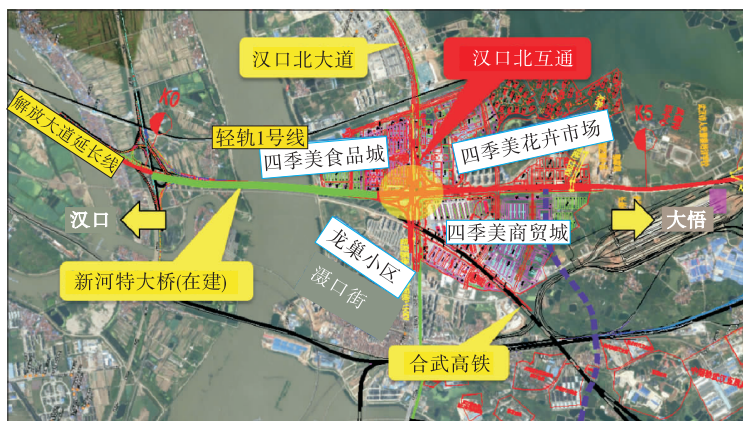 汉口北大道
汉口北互通
K0
解放大道延长线
轻轨1号线
四季美食品城
四季美花卉市场
K5
汉口
大悟
四季美商贸城
龙巢小区
滠口街
新河特大桥(在建)
合武高铁